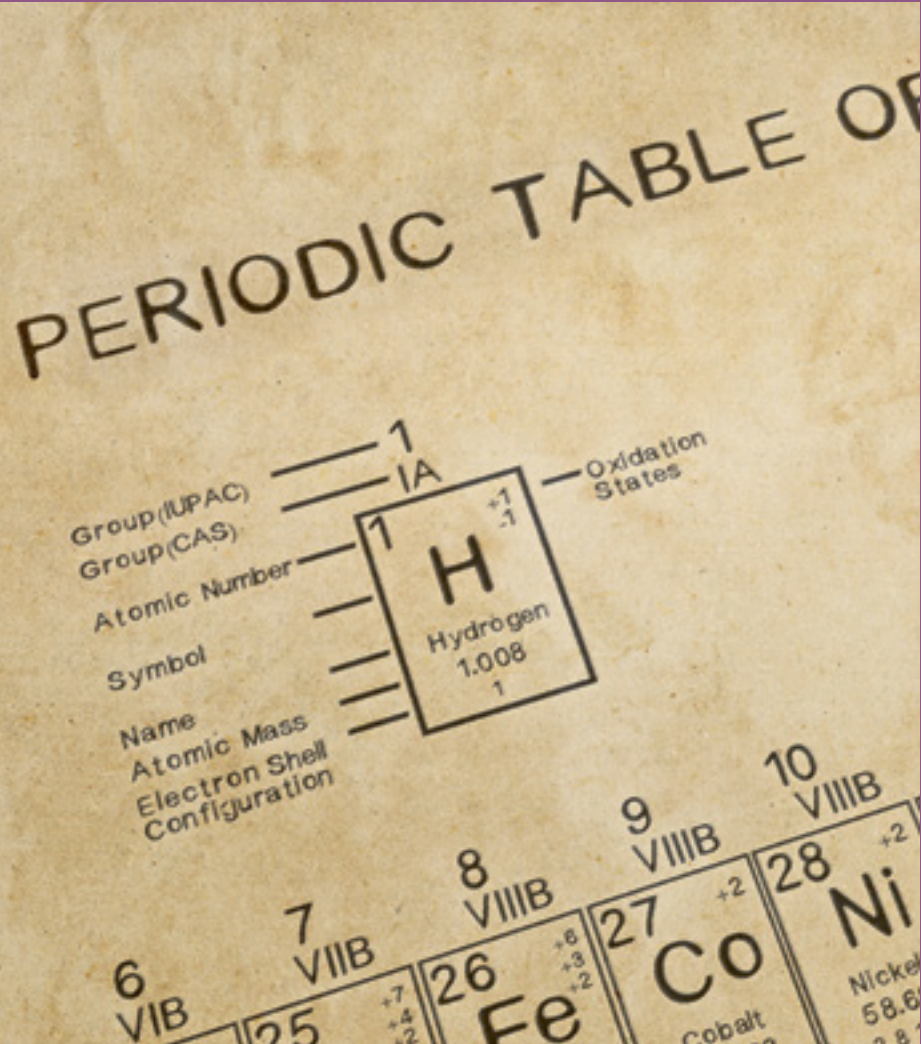 PERIODIC TABLE OF
1
IA
Group(IUPAC)
Group(CAS)
Atomic Number
Symbol
Name
Atomic Mass
Electron Shell
Configuration
Oxidation
States
1
+1
-1
H
Hydrogen
1.008
1
6
VIB
7
VIIB
8
VIIIB
9
VIIIB
10
VIIIB
25
+7
+4
+2
26
+6
+3
+2
Fe
27
+2
Co
Cobalt
28
+2
Ni